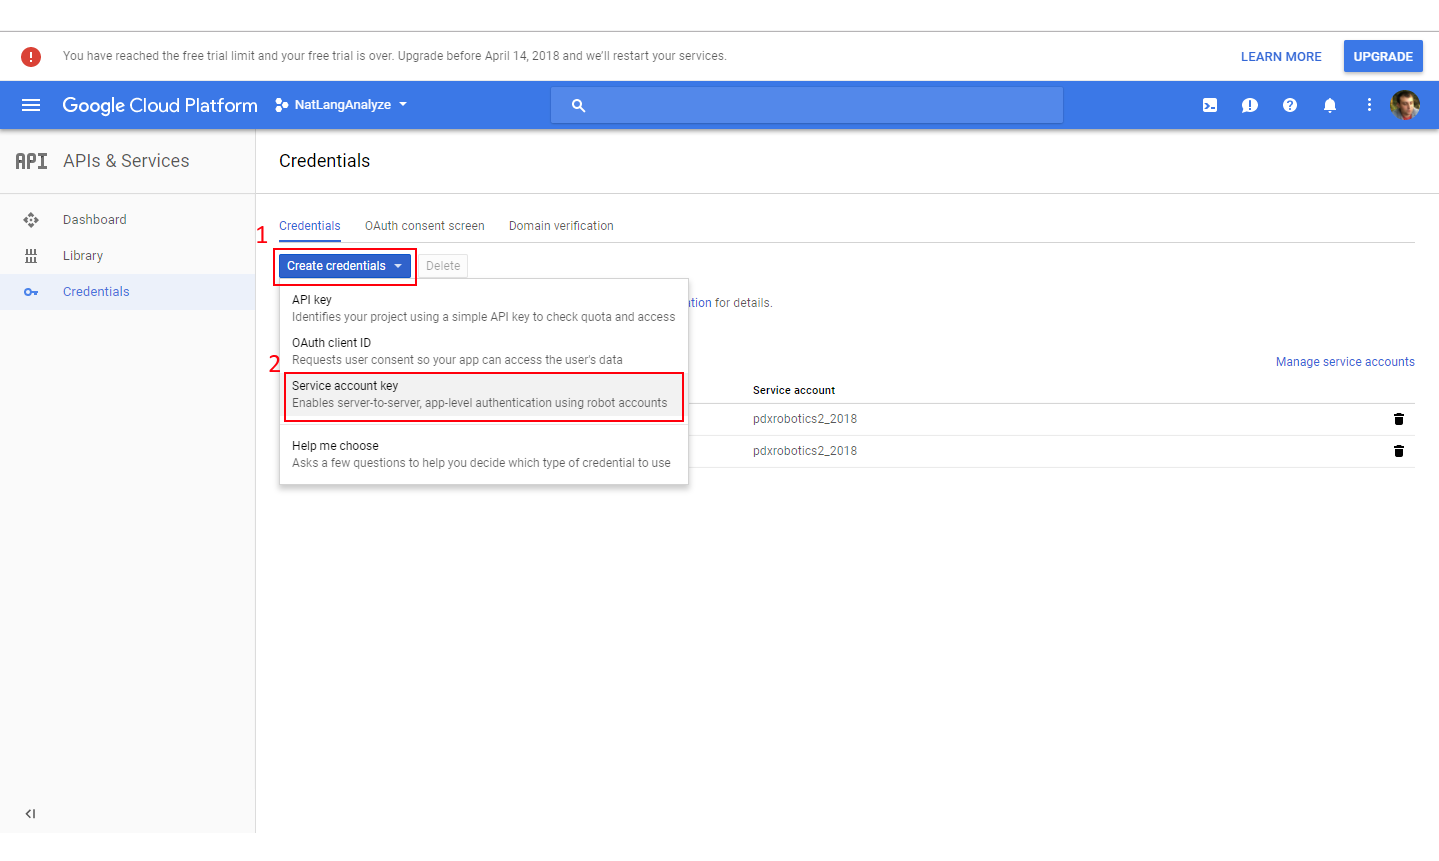 You have reached the free trial limit and your free trial is over. Upgrade before April 14, 2018 and we'll restart your services.
LEARN MORE
UPGRADE
Google Cloud Platform
NatLangAnalyze
API
APIs & Services
Credentials
Dashboard
Library
Credentials
Credentials
OAuth consent screen
Domain verification
1
Create credentials
Delete
API key
Identifies your project using a simple API key to check quota and access
OAuth client ID
Requests user consent so your app can access the user's data
2
Service account key
Enables server-to-server, app-level authentication using robot accounts
Help me choose
Asks a few questions to help you decide which type of credential to use
for details.
Manage service accounts
Service account
pdxrobotics2_2018
pdxrobotics2_2018